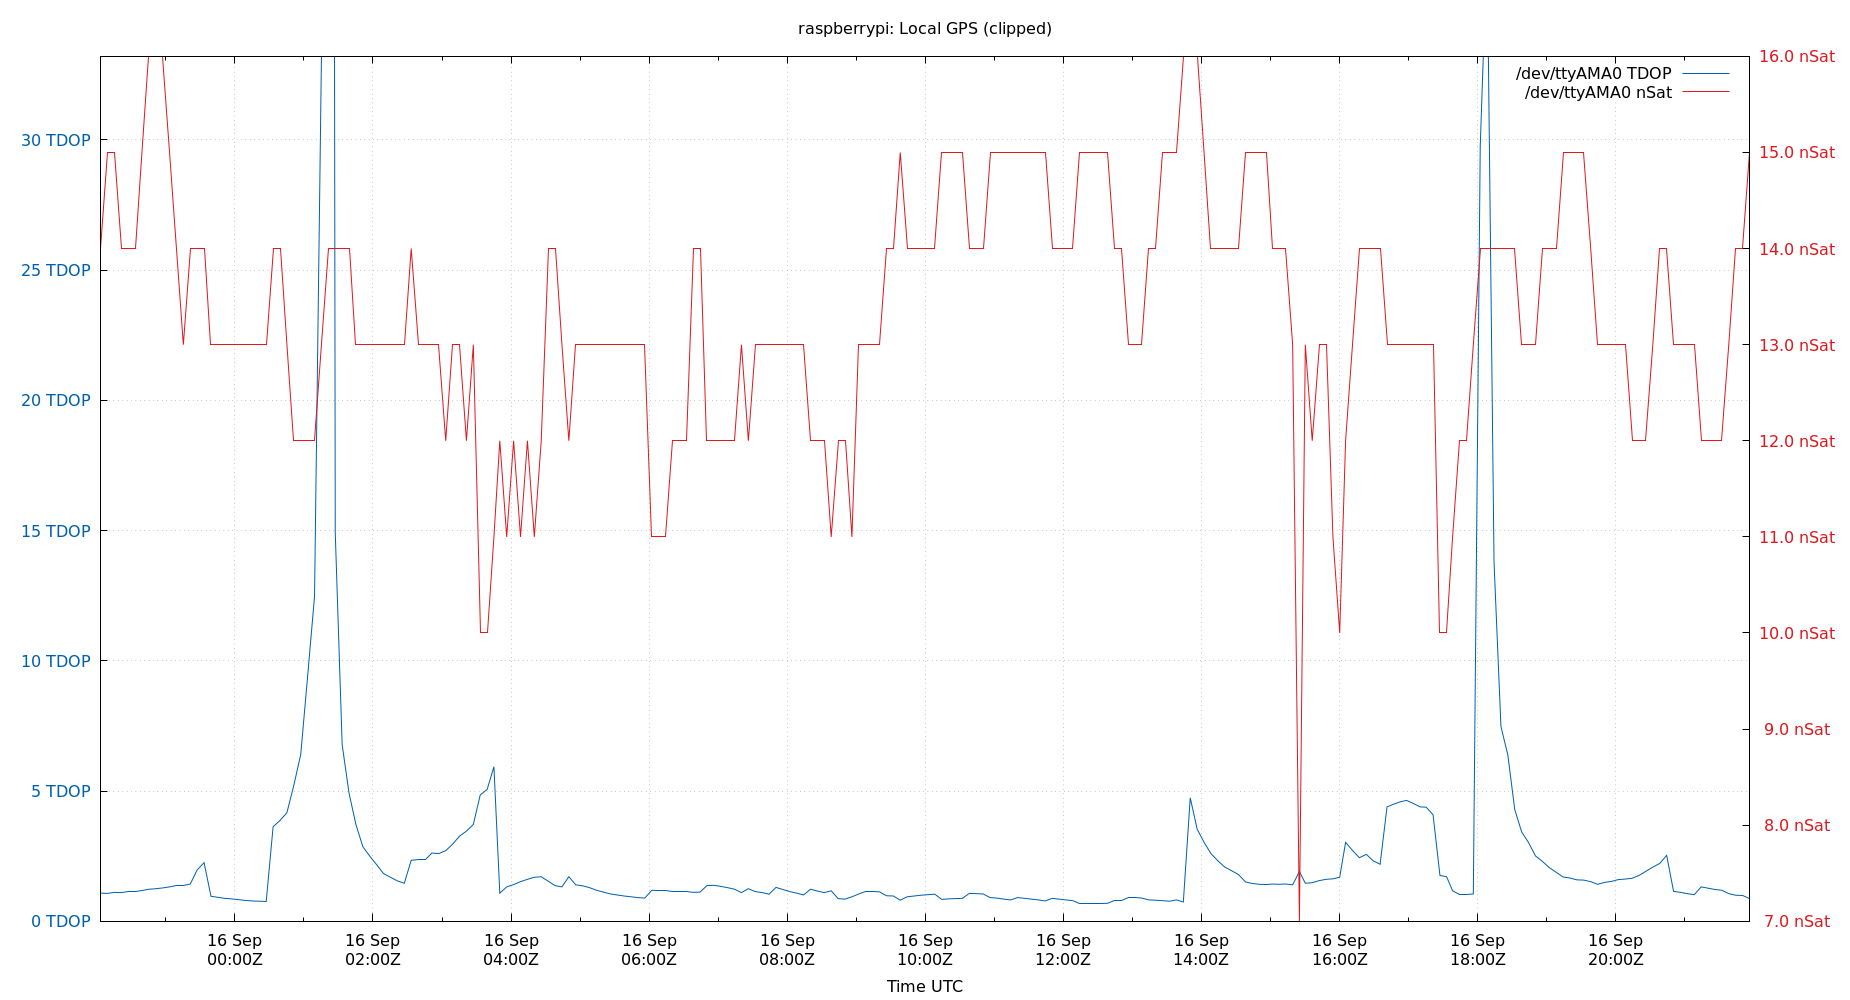 raspberrypi: Local GPS (clipped)
/dev/ttyAMA0 TDOP
/dev/ttyAMA0 nSat
30 TDOP
25 TDOP
20 TDOP
15 TDOP
10 TDOP
5 TDOP
0 TDOP
16.0 nSat
15.0 nSat
14.0 nSat
13.0 nSat
12.0 nSat
11.0 nSat
10.0 nSat
9.0 nSat
8.0 nSat
7.0 nSat
16 Sep 16 Sep 16 Sep 16 Sep 16 Sep 16 Sep 16 Sep 16 Sep 16 Sep 16 Sep 16 Sep
00:00Z 02:00Z 04:00Z 06:00Z 08:00Z 10:00Z 12:00Z 14:00Z 16:00Z 18:00Z 20:00Z
Time UTC